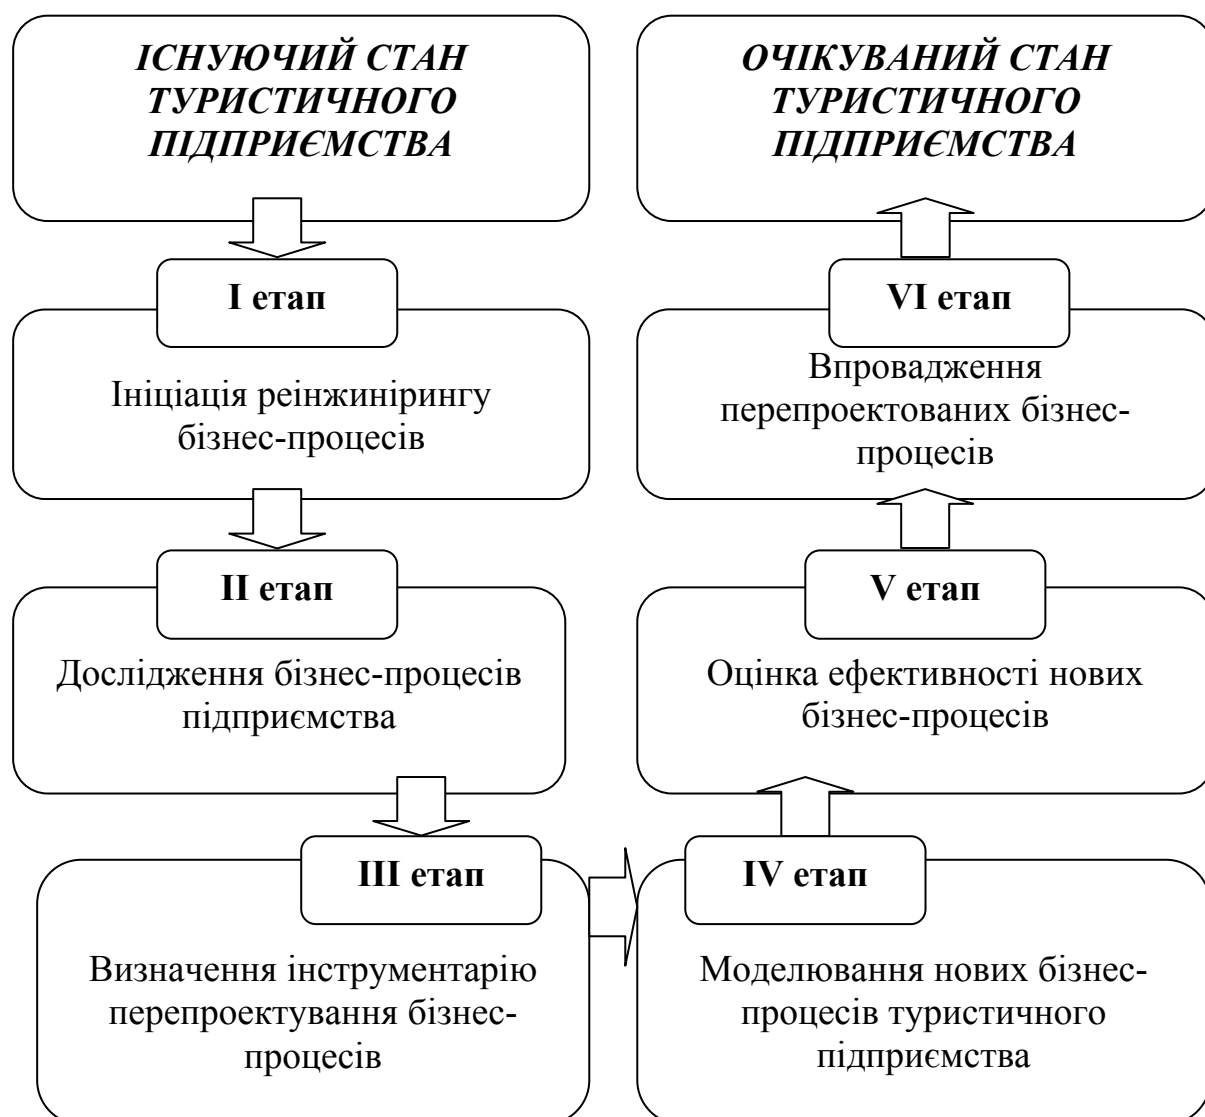 ІСНУЮЧИЙ СТАН
ТУРИСТИЧНОГО
ПІДПРИЄМСТВА
I етап
Ініціація реінжинірингу
бізнес-процесів
II етап
Дослідження бізнес-процесів
підприємства
III етап
Визначення інструментарію
перепроектування бізнес-
процесів
IV етап
Моделювання нових бізнес-
процесів туристичного
підприємства
V етап
Оцінка ефективності нових
бізнес-процесів
VI етап
Впровадження
перепроектованих бізнес-
процесів
ОЧІКУВАНИЙ СТАН
ТУРИСТИЧНОГО
ПІДПРИЄМСТВА